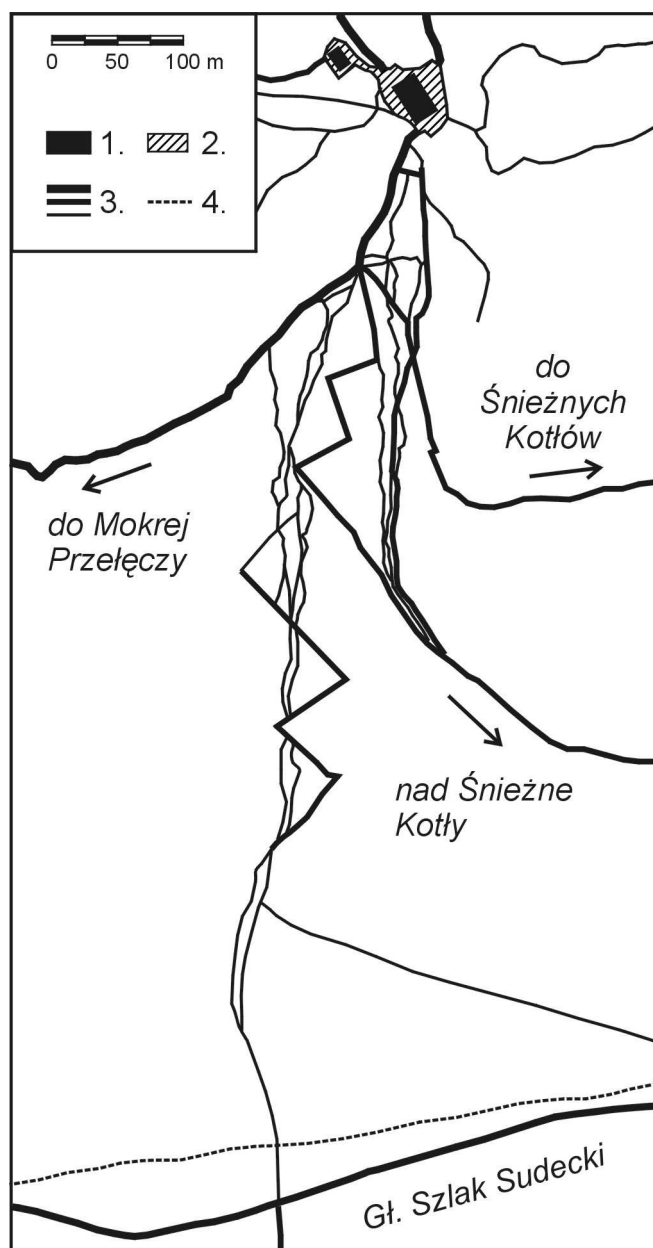 0 50 100 m
1. 2.
3. 4.
do
Śnieżnych
Kotłów
do Mokrej
Przełęczy
nad Śnieżne
Kotły
Gł. Szlak Sudecki